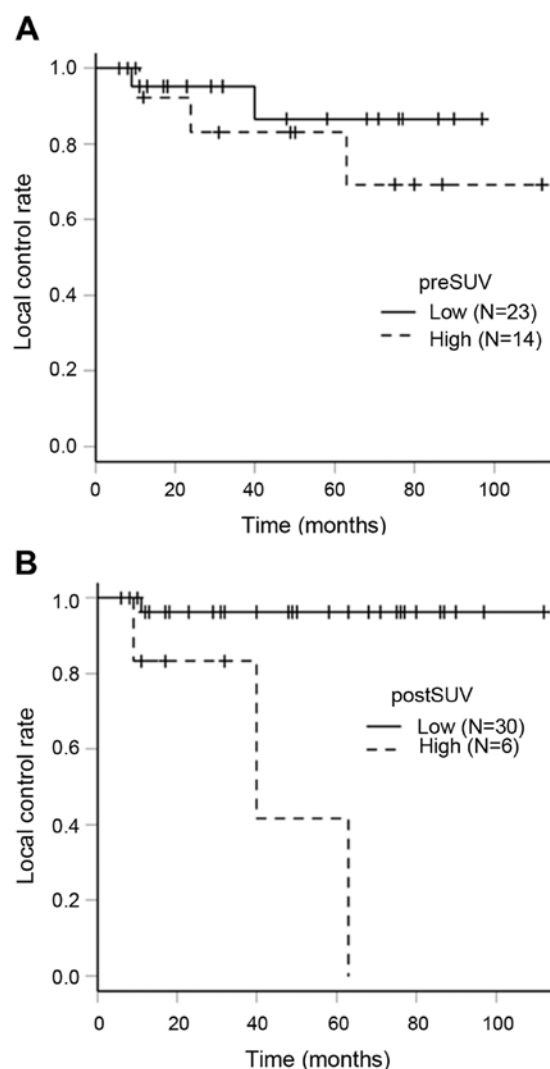 A
1.0
0.8
0.6
0.4
0.2
0.0
Local control rate
preSUV
Low (N=23)
High (N=14)
0 20 40 60 80 100
Time (months)
B
1.0
0.8
0.6
0.4
0.2
0.0
Local control rate
postSUV
Low (N=30)
High (N=6)
0 20 40 60 80 100
Time (months)